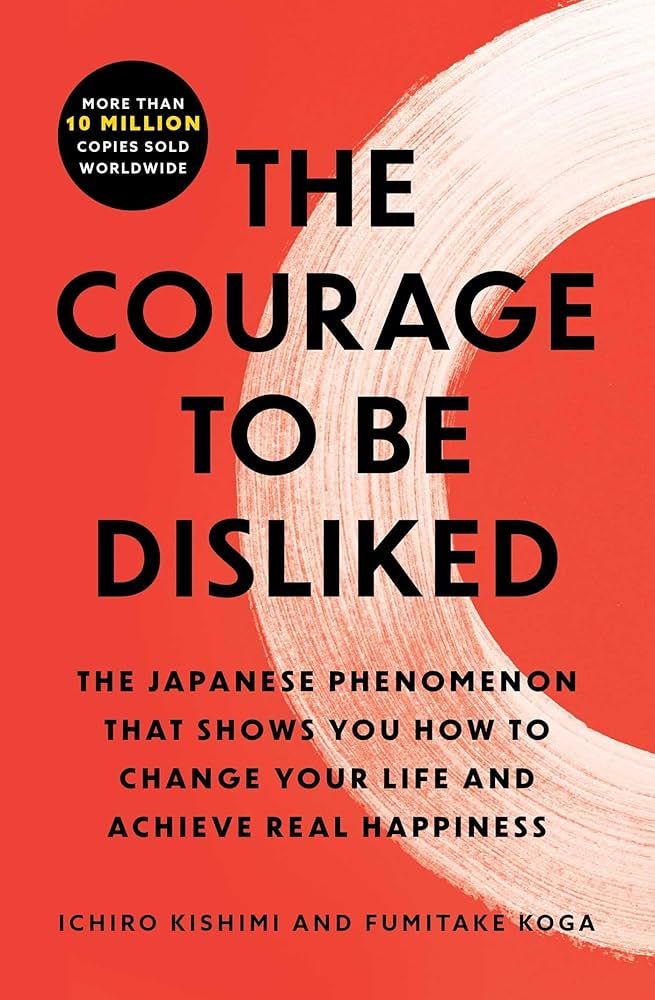 MORE THAN
10 MILLION
COPIES SOLD
WORLDWIDE
THE
COURAGE
TO BE
DISLIKED
THE JAPANESE PHENOMENON
THAT SHOWS YOU HOW TO
CHANGE YOUR LIFE AND
ACHIEVE REAL HAPPINESS
ICHIRO KISHIMI AND FUMITAKE KOGA